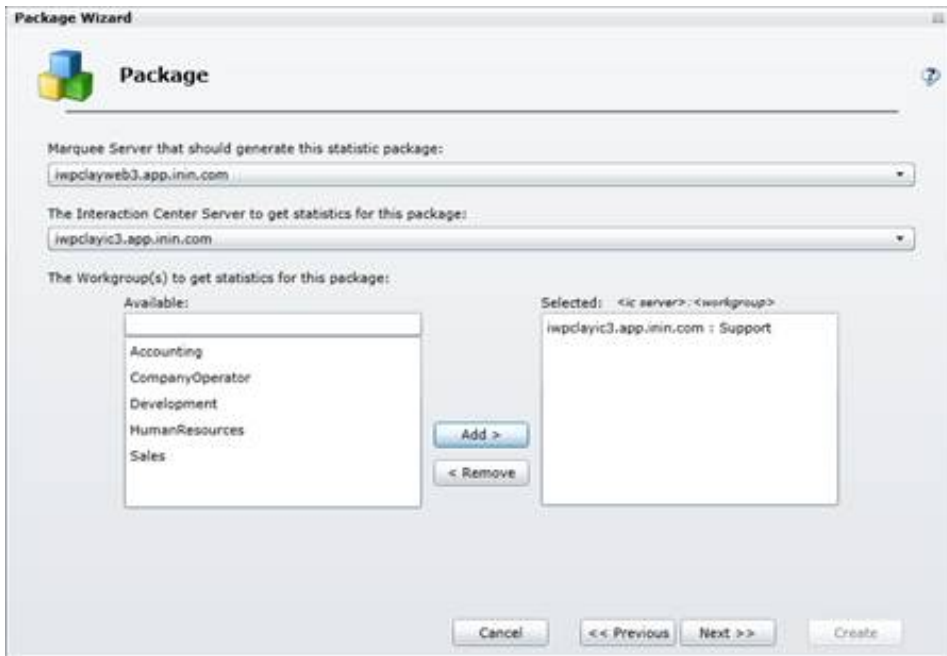 Package Wizard
Package
Marquee Server that should generate this statistic package:
iwpclayweb3.app.inin.com
The Interaction Center Server to get statistics for this package:
iwpclayic3.app.inin.com
The Workgroup(s) to get statistics for this package:
Available:
Selected: <ic server>:<workgroup>
iwpclayic3.app.inin.com : Support
Accounting
CompanyOperator
Development
HumanResources
Sales
Add >
< Remove
Cancel
<< Previous
Next >>
Create